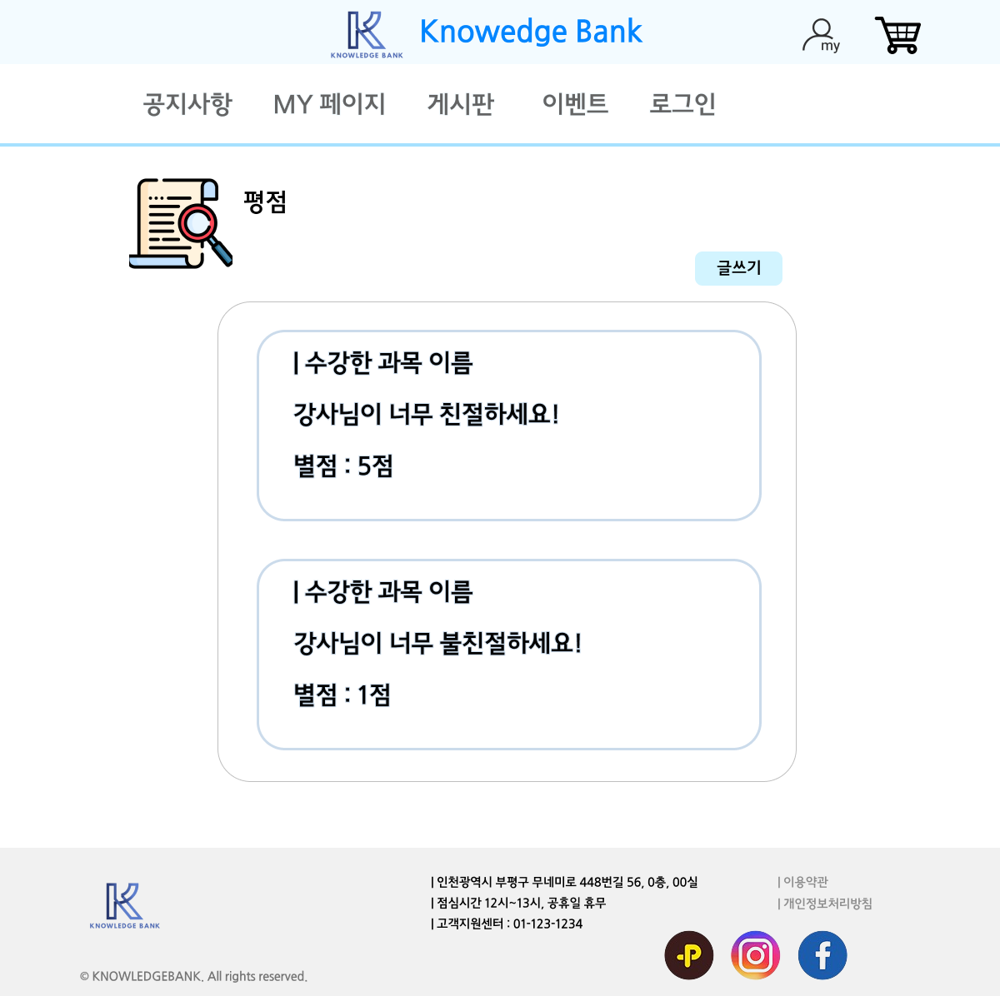 KNOWLEDGE BANK
Knowedge Bank
my
공지사항 MY 페이지 게시판 이벤트 로그인
평점
글쓰기
| 수강한 과목 이름
강사님이 너무 친절하세요!
별점 : 5점
| 수강한 과목 이름
강사님이 너무 불친절하세요!
별점 : 1점
KNOWLEDGE BANK
| 인천광역시 부평구 무네미로 448번길 56, 0층, 00실
| 점심시간 12시~13시, 공휴일 휴무
| 고객지원센터 : 01-123-1234
| 이용약관
| 개인정보처리방침
© KNOWLEDGEBANK. All rights reserved.